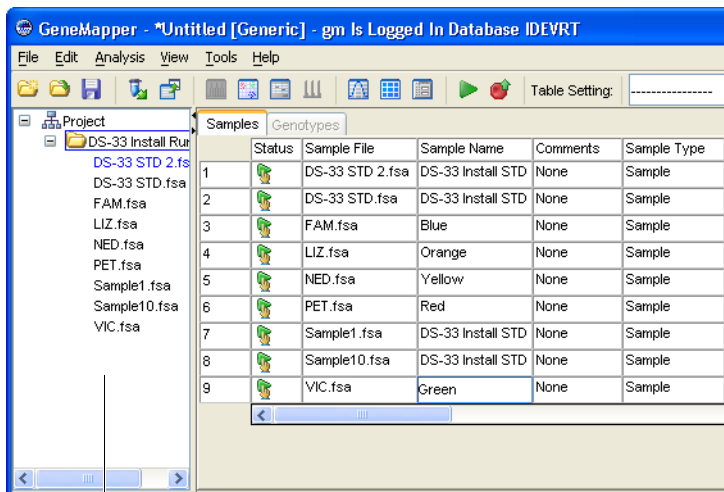 GeneMapper - *Untitled [Generic] - gm Is Logged In Database IDEVRT
File Edit Analysis View Tools Help
Table Setting: ----------------
Project
DS-33 Install Rur
DS-33 STD 2.fs
DS-33 STD.fsa
FAM.fsa
LIZ.fsa
NED.fsa
PET.fsa
Sample1.fsa
Sample10.fsa
VIC.fsa
Samples Genotypes
Status Sample File Sample Name Comments Sample Type
1 DS-33 STD 2.fsa DS-33 Install STD None Sample
2 DS-33 STD.fsa DS-33 Install STD None Sample
3 FAM.fsa Blue None Sample
4 LIZ.fsa Orange None Sample
5 NED.fsa Yellow None Sample
6 PET.fsa Red None Sample
7 Sample1.fsa DS-33 Install STD None Sample
8 Sample10.fsa DS-33 Install STD None Sample
9 VIC.fsa Green None Sample